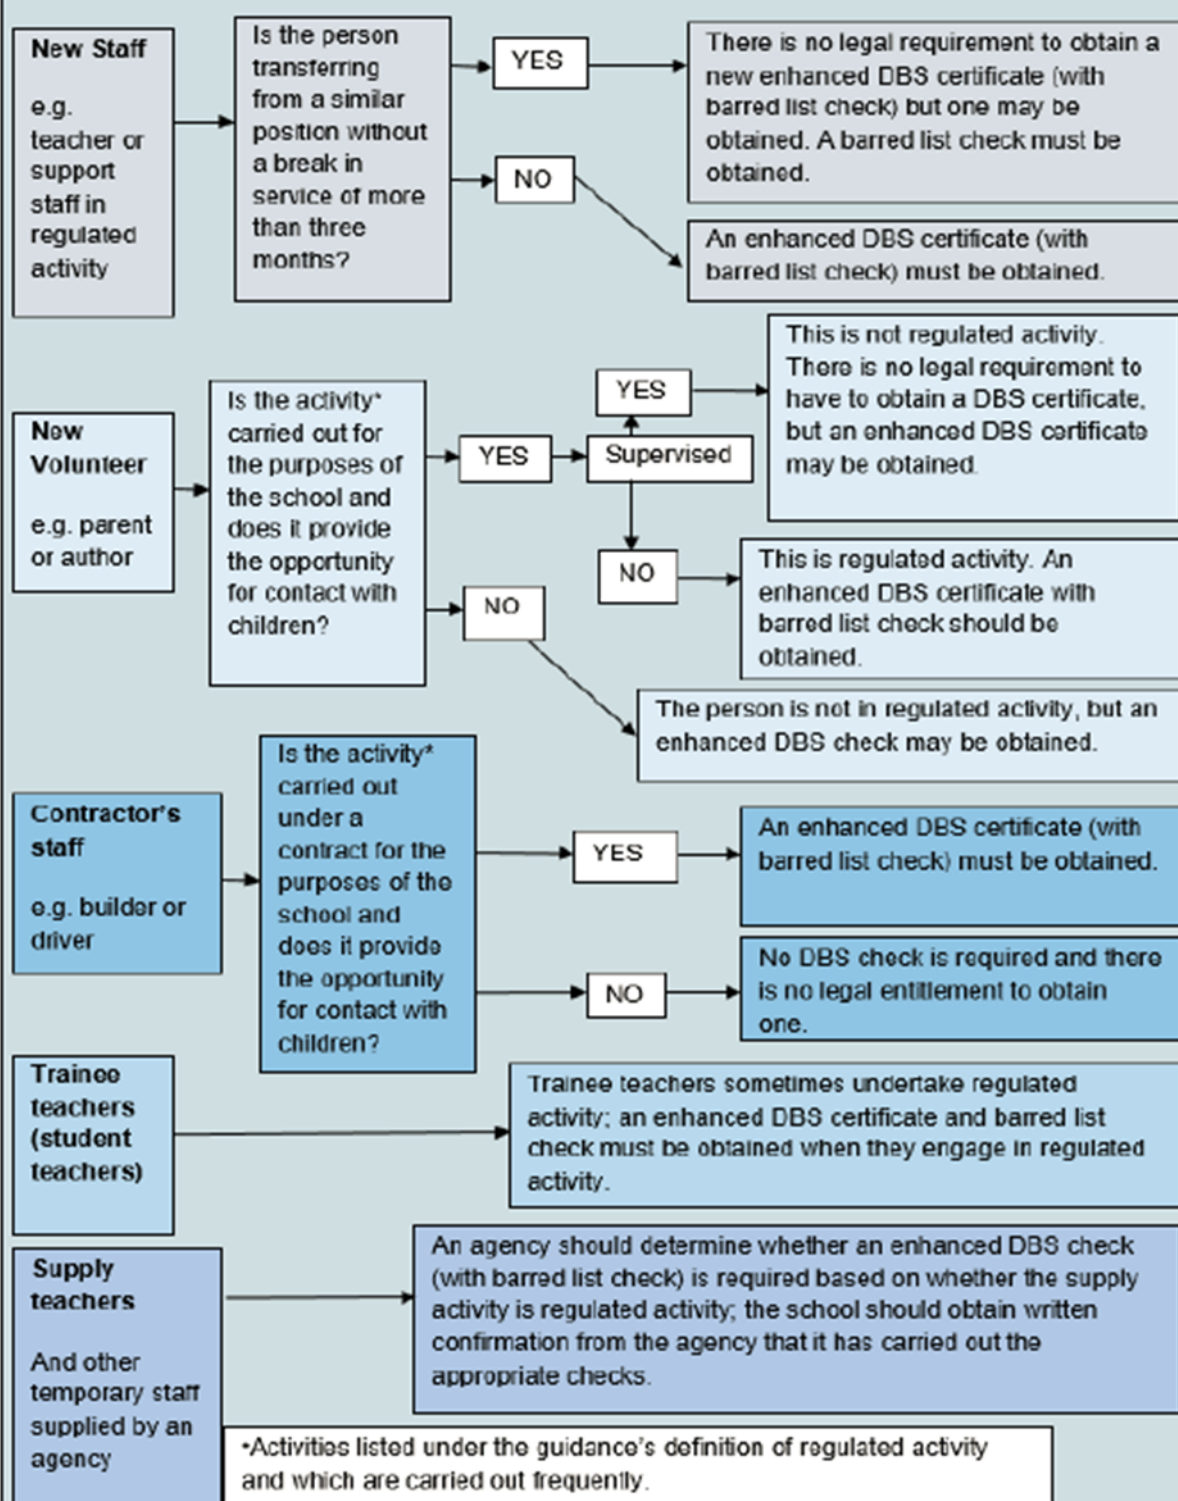 New Staff
e.g.
teacher or
support
staff in
regulated
activity
Is the person
transferring
from a similar
position without
a break in
service of more
than three
months?
YES
There is no legal requirement to obtain a
new enhanced DBS certificate (with
barred list check) but one may be
obtained. A barred list check must be
obtained.
NO
An enhanced DBS certificate (with
barred list check) must be obtained.
New
Volunteer
e.g. parent
or author
Is the activity*
carried out for
the purposes of
the school and
does it provide
the opportunity
for contact with
children?
YES
Supervised
YES
This is not regulated activity.
There is no legal requirement to
have to obtain a DBS certificate,
but an enhanced DBS certificate
may be obtained.
NO
This is regulated activity. An
enhanced DBS certificate with
barred list check should be
obtained.
NO
The person is not in regulated activity, but an
enhanced DBS check may be obtained.
Contractor's
staff
e.g. builder or
driver
Is the activity*
carried out
under a
contract for the
purposes of the
school and
does it provide
the opportunity
for contact with
children?
YES
An enhanced DBS certificate (with
barred list check) must be obtained.
NO
No DBS check is required and there
is no legal entitlement to obtain
one.
Trainee
teachers
(student
teachers)
Trainee teachers sometimes undertake regulated
activity; an enhanced DBS certificate and barred list
check must be obtained when they engage in regulated
activity.
Supply
teachers
And other
temporary staff
supplied by an
agency
An agency should determine whether an enhanced DBS check
(with barred list check) is required based on whether the supply
activity is regulated activity; the school should obtain written
confirmation from the agency that it has carried out the
appropriate checks.
*Activities listed under the guidance's definition of regulated activity
and which are carried out frequently.